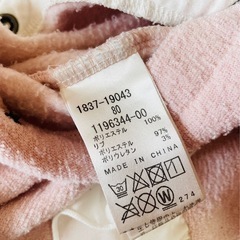 1837-19043
80
1196344-00
ポリエステル 100%
リブ
ポリエステル 97%
ポリウレタン 3%
MADE IN CHINA
30
W
274